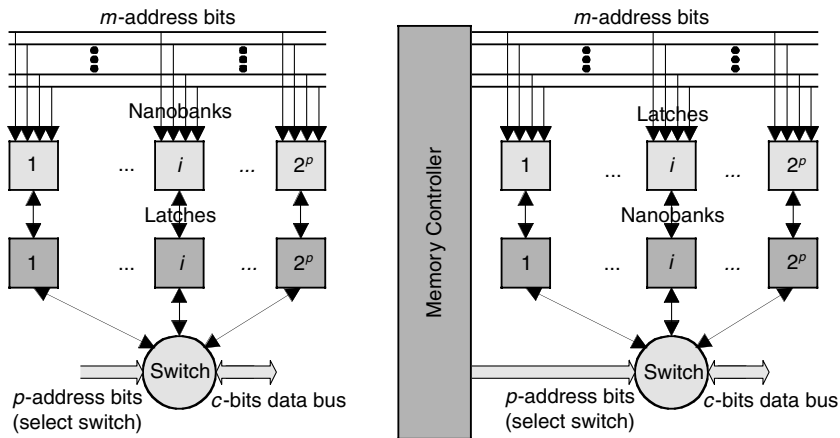 m-address bits
Nanobanks
1 ... i ... 2^p
Latches
1 ... i ... 2^p
Switch
p-address bits
(select switch)
c-bits data bus
Memory Controller
m-address bits
Latches
1 ... i ... 2^p
Nanobanks
1 ... i ... 2^p
Switch
p-address bits
(select switch)
c-bits data bus